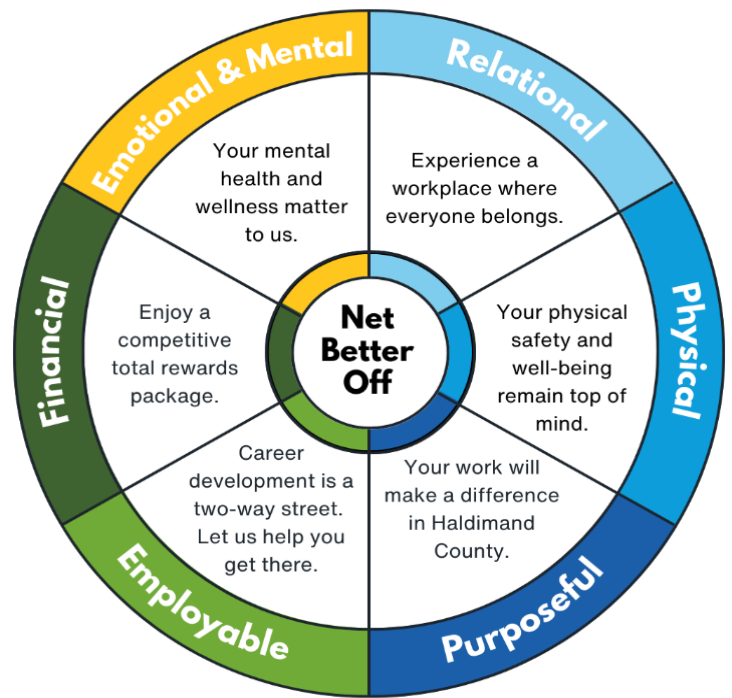 Emotional & Mental
Your mental
health and
wellness matter
to us.
Relational
Experience a
workplace where
everyone belongs.
Physical
Your physical
safety and
well-being
remain top of
mind.
Purposeful
Your work will
make a difference
in Haldimand
County.
Employable
Career
development is a
two-way street.
Let us help you
get there.
Financial
Enjoy a
competitive
total rewards
package.
Net
Better
Off